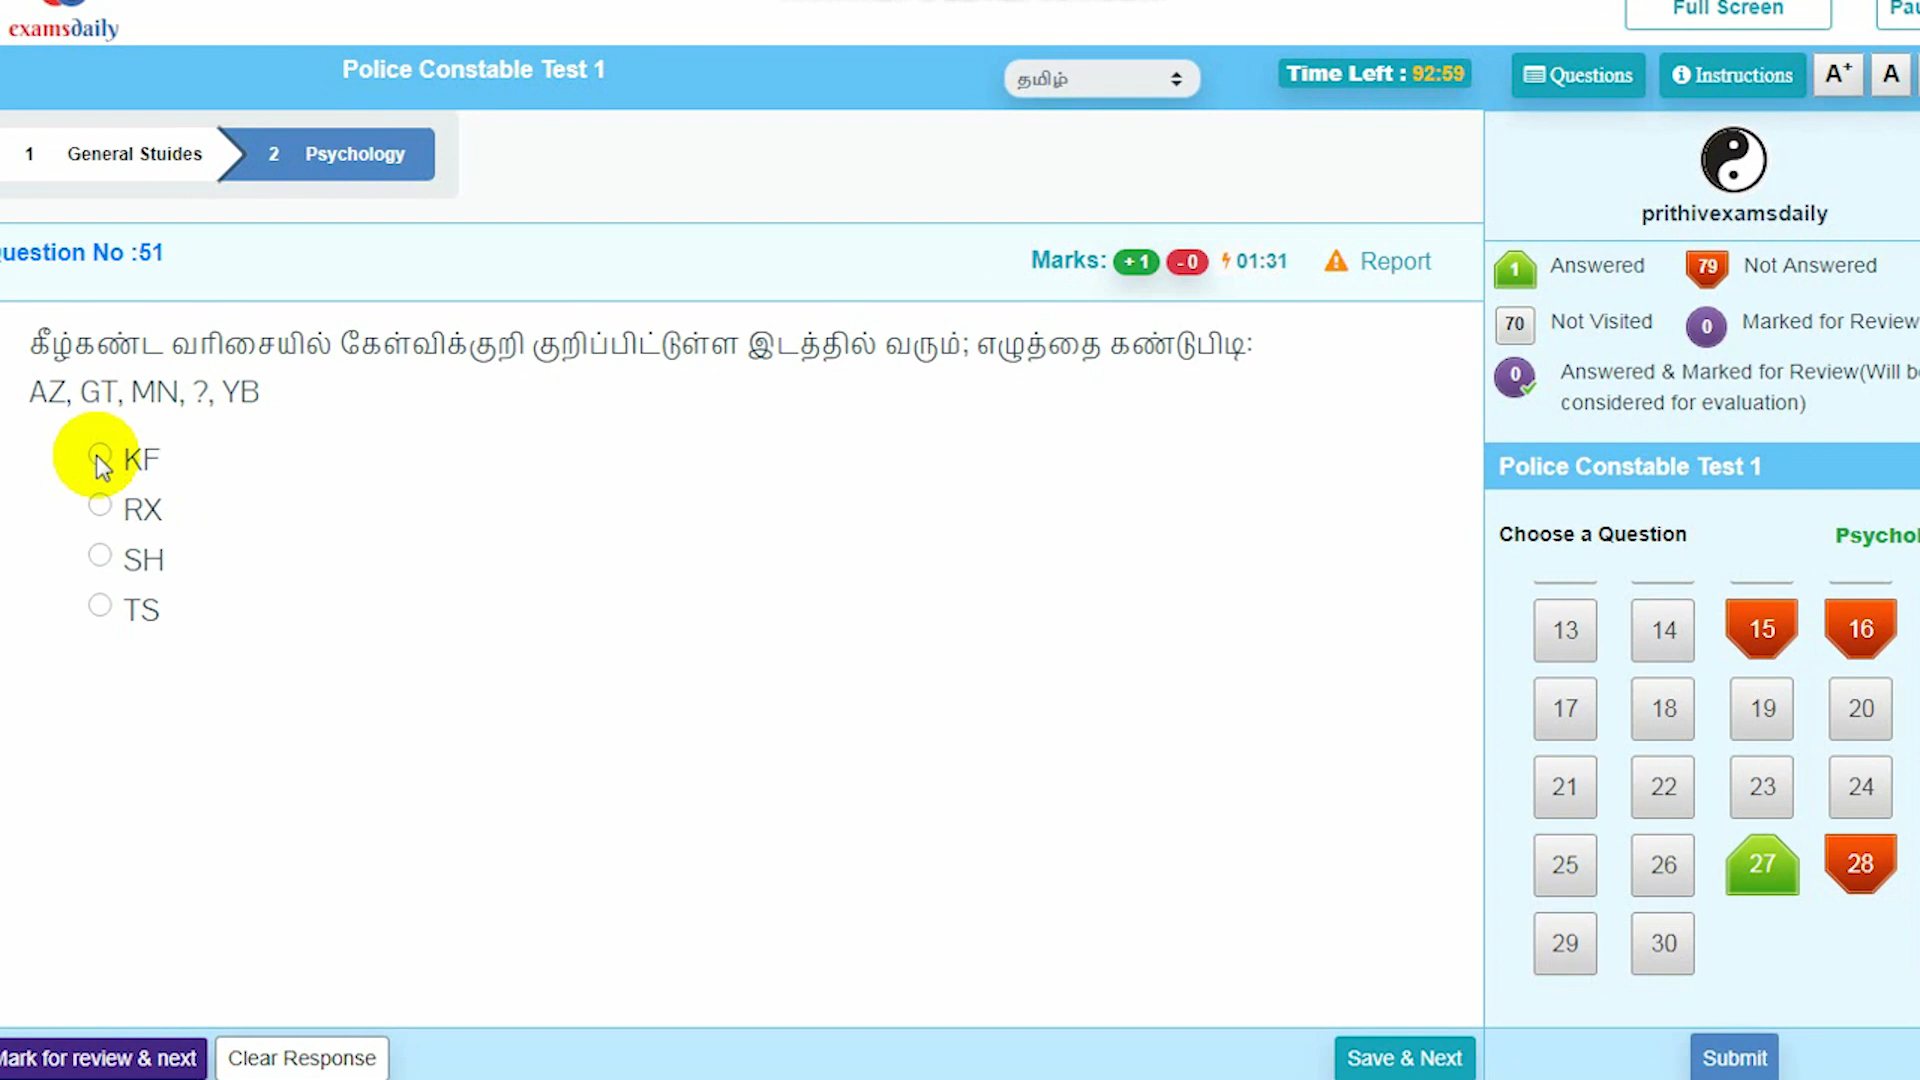 examsdaily
Full Screen
Police Constable Test 1
தமிழ்
Time Left : 92:59
Questions
Instructions
A+
A
1 General Stuides
2 Psychology
prithivexamsdaily
uestion No :51
Marks: +1 -0 01:31
Report
1 Answered
79 Not Answered
70 Not Visited
0 Marked for Review
0 Answered & Marked for Review(Will be
considered for evaluation)
கீழ்கண்ட வரிசையில் கேள்விக்குறி குறிப்பிட்டுள்ள இடத்தில் வரும்; எழுத்தை கண்டுபிடி:
AZ, GT, MN, ?, YB
KF
RX
SH
TS
Police Constable Test 1
Choose a Question
Psychol
13 14 15 16
17 18 19 20
21 22 23 24
25 26 27 28
29 30
Mark for review & next
Clear Response
Save & Next
Submit